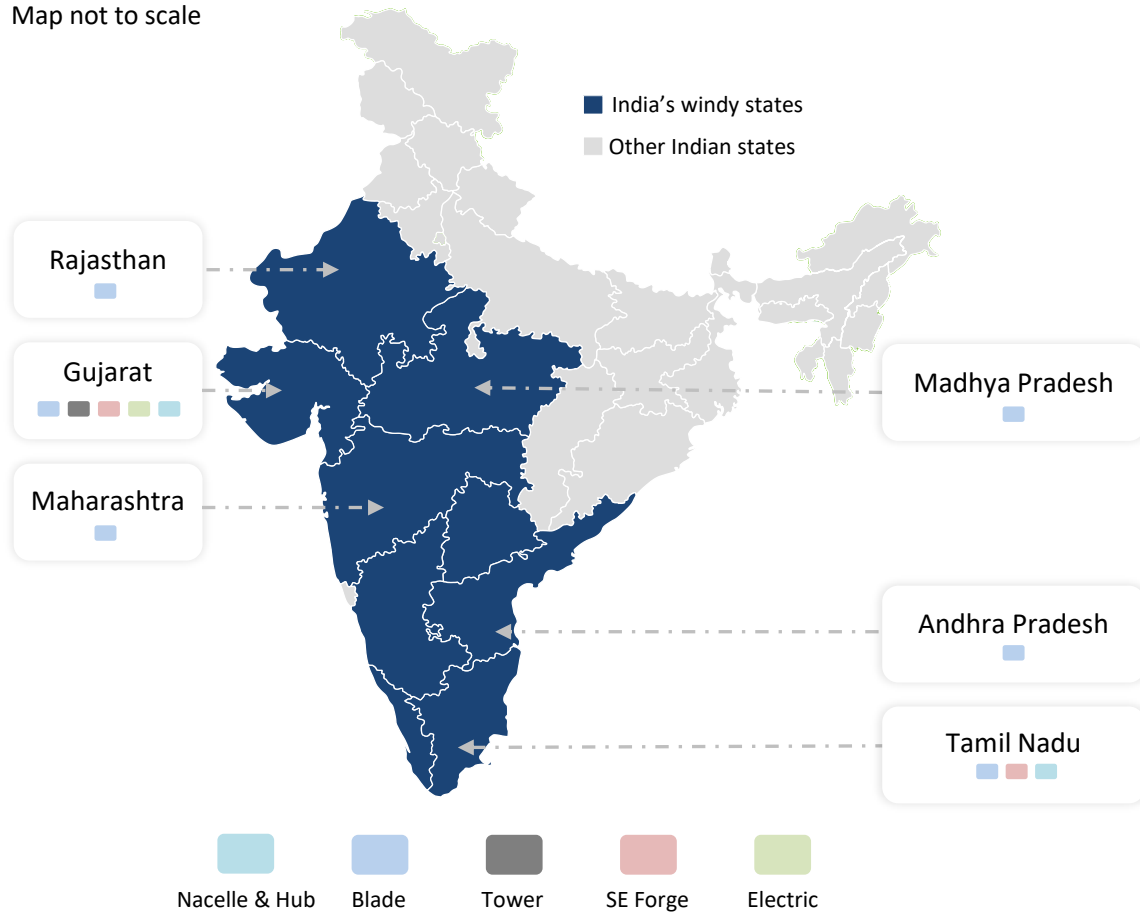 Map not to scale
India’s windy states
Other Indian states
Rajasthan
Gujarat
Maharashtra
Madhya Pradesh
Andhra Pradesh
Tamil Nadu
Nacelle & Hub
Blade
Tower
SE Forge
Electric